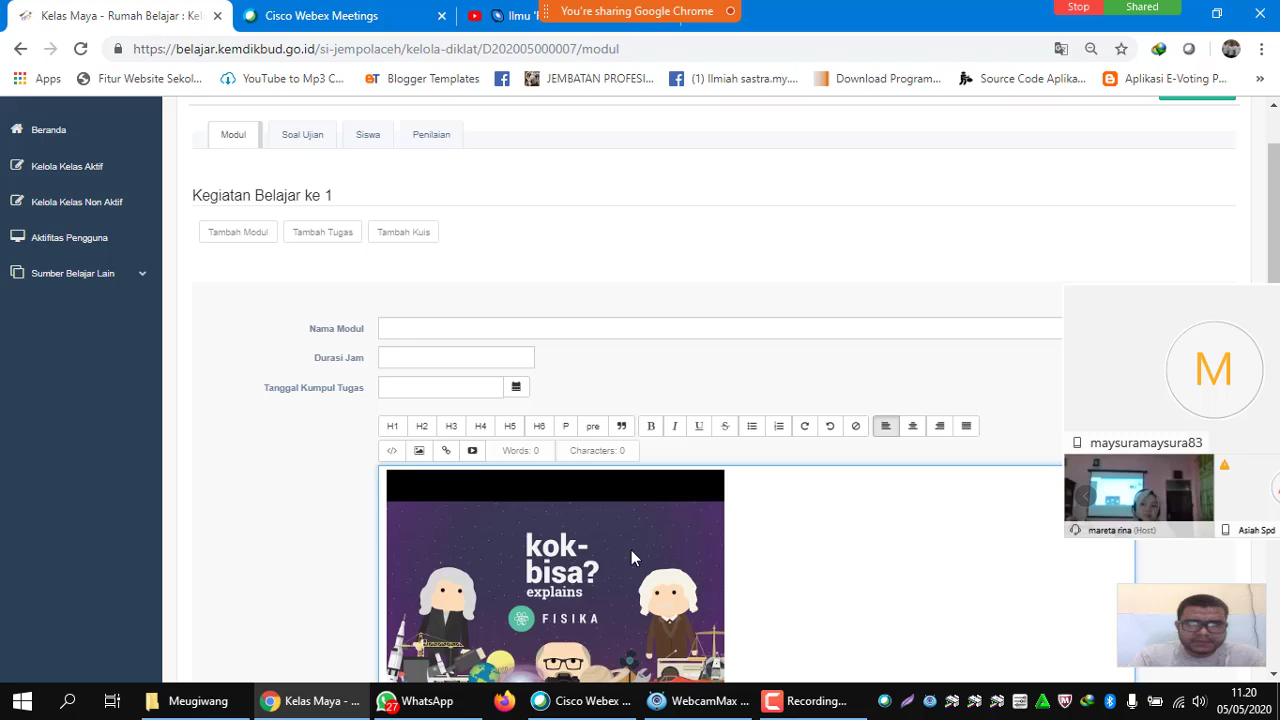 Kelas Maya - Rumah Belajar : Kel
Cisco Webex Meetings
Ilmu
You're sharing Google Chrome
Stop
Shared
https://belajar.kemdikbud.go.id/si-jempolaceh/kelola-diklat/D202005000007/modul
Apps
Fitur Website Sekol...
YouTube to Mp3 C...
Blogger Templates
JEMBATAN PROFESI...
(1) Ilmiah sastra.my...
Download Program...
Source Code Aplika...
Aplikasi E-Voting P...
Beranda
Kelola Kelas Aktif
Kelola Kelas Non Aktif
Aktifitas Pengguna
Sumber Belajar Lain
Modul
Soal Ujian
Siswa
Penilaian
Kegiatan Belajar ke 1
Tambah Modul
Tambah Tugas
Tambah Kuis
Nama Modul
Durasi Jam
Tanggal Kumpul Tugas
H1 H2 H3 H4 H5 H6 P pre B I U S
Words: 0
Characters: 0
kok-
bisa?
explains
FISIKA
M
maysuramaysura83
mareta rina (Host)
Asiah Spd
Meugiwang
Kelas Maya - ...
27
WhatsApp
Cisco Webex ...
WebcamMax ...
Recording...
11.20
05/05/2020